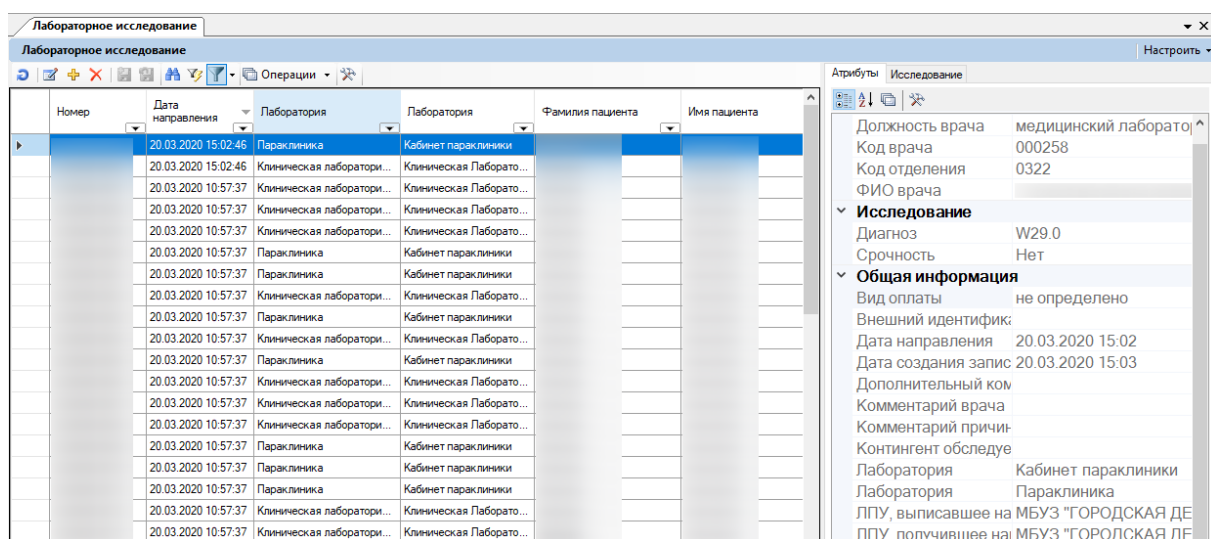 Лабораторное исследование
Лабораторное исследование
Настроить
Операции
Атрибуты Исследование
Номер Дата направления Лаборатория Лаборатория Фамилия пациента Имя пациента
20.03.2020 15:02:46 Параклиника Кабинет параклиники
20.03.2020 15:02:46 Клиническая лаборатори... Клиническая Лаборато...
20.03.2020 10:57:37 Клиническая лаборатори... Клиническая Лаборато...
20.03.2020 10:57:37 Клиническая лаборатори... Клиническая Лаборато...
20.03.2020 10:57:37 Клиническая лаборатори... Клиническая Лаборато...
20.03.2020 10:57:37 Параклиника Кабинет параклиники
20.03.2020 10:57:37 Параклиника Кабинет параклиники
20.03.2020 10:57:37 Клиническая лаборатори... Клиническая Лаборато...
20.03.2020 10:57:37 Параклиника Кабинет параклиники
20.03.2020 10:57:37 Клиническая лаборатори... Клиническая Лаборато...
20.03.2020 10:57:37 Параклиника Кабинет параклиники
20.03.2020 10:57:37 Клиническая лаборатори... Клиническая Лаборато...
20.03.2020 10:57:37 Клиническая лаборатори... Клиническая Лаборато...
20.03.2020 10:57:37 Параклиника Кабинет параклиники
20.03.2020 10:57:37 Параклиника Кабинет параклиники
20.03.2020 10:57:37 Параклиника Кабинет параклиники
20.03.2020 10:57:37 Клиническая лаборатори... Клиническая Лаборато...
20.03.2020 10:57:37 Клиническая лаборатори... Клиническая Лаборато...
Должность врача медицинский лаборато
Код врача 000258
Код отделения 0322
ФИО врача
Исследование
Диагноз W29.0
Срочность Нет
Общая информация
Вид оплаты не определено
Внешний идентифика
Дата направления 20.03.2020 15:02
Дата создания запис 20.03.2020 15:03
Дополнительный ком
Комментарий врача
Комментарий причин
Контингент обследуе
Лаборатория Кабинет параклиники
Лаборатория Параклиника
ЛПУ, выписавшее на МБУЗ "ГОРОДСКАЯ ДЕ
ЛПУ, получившее на МБУЗ "ГОРОДСКАЯ ДЕ